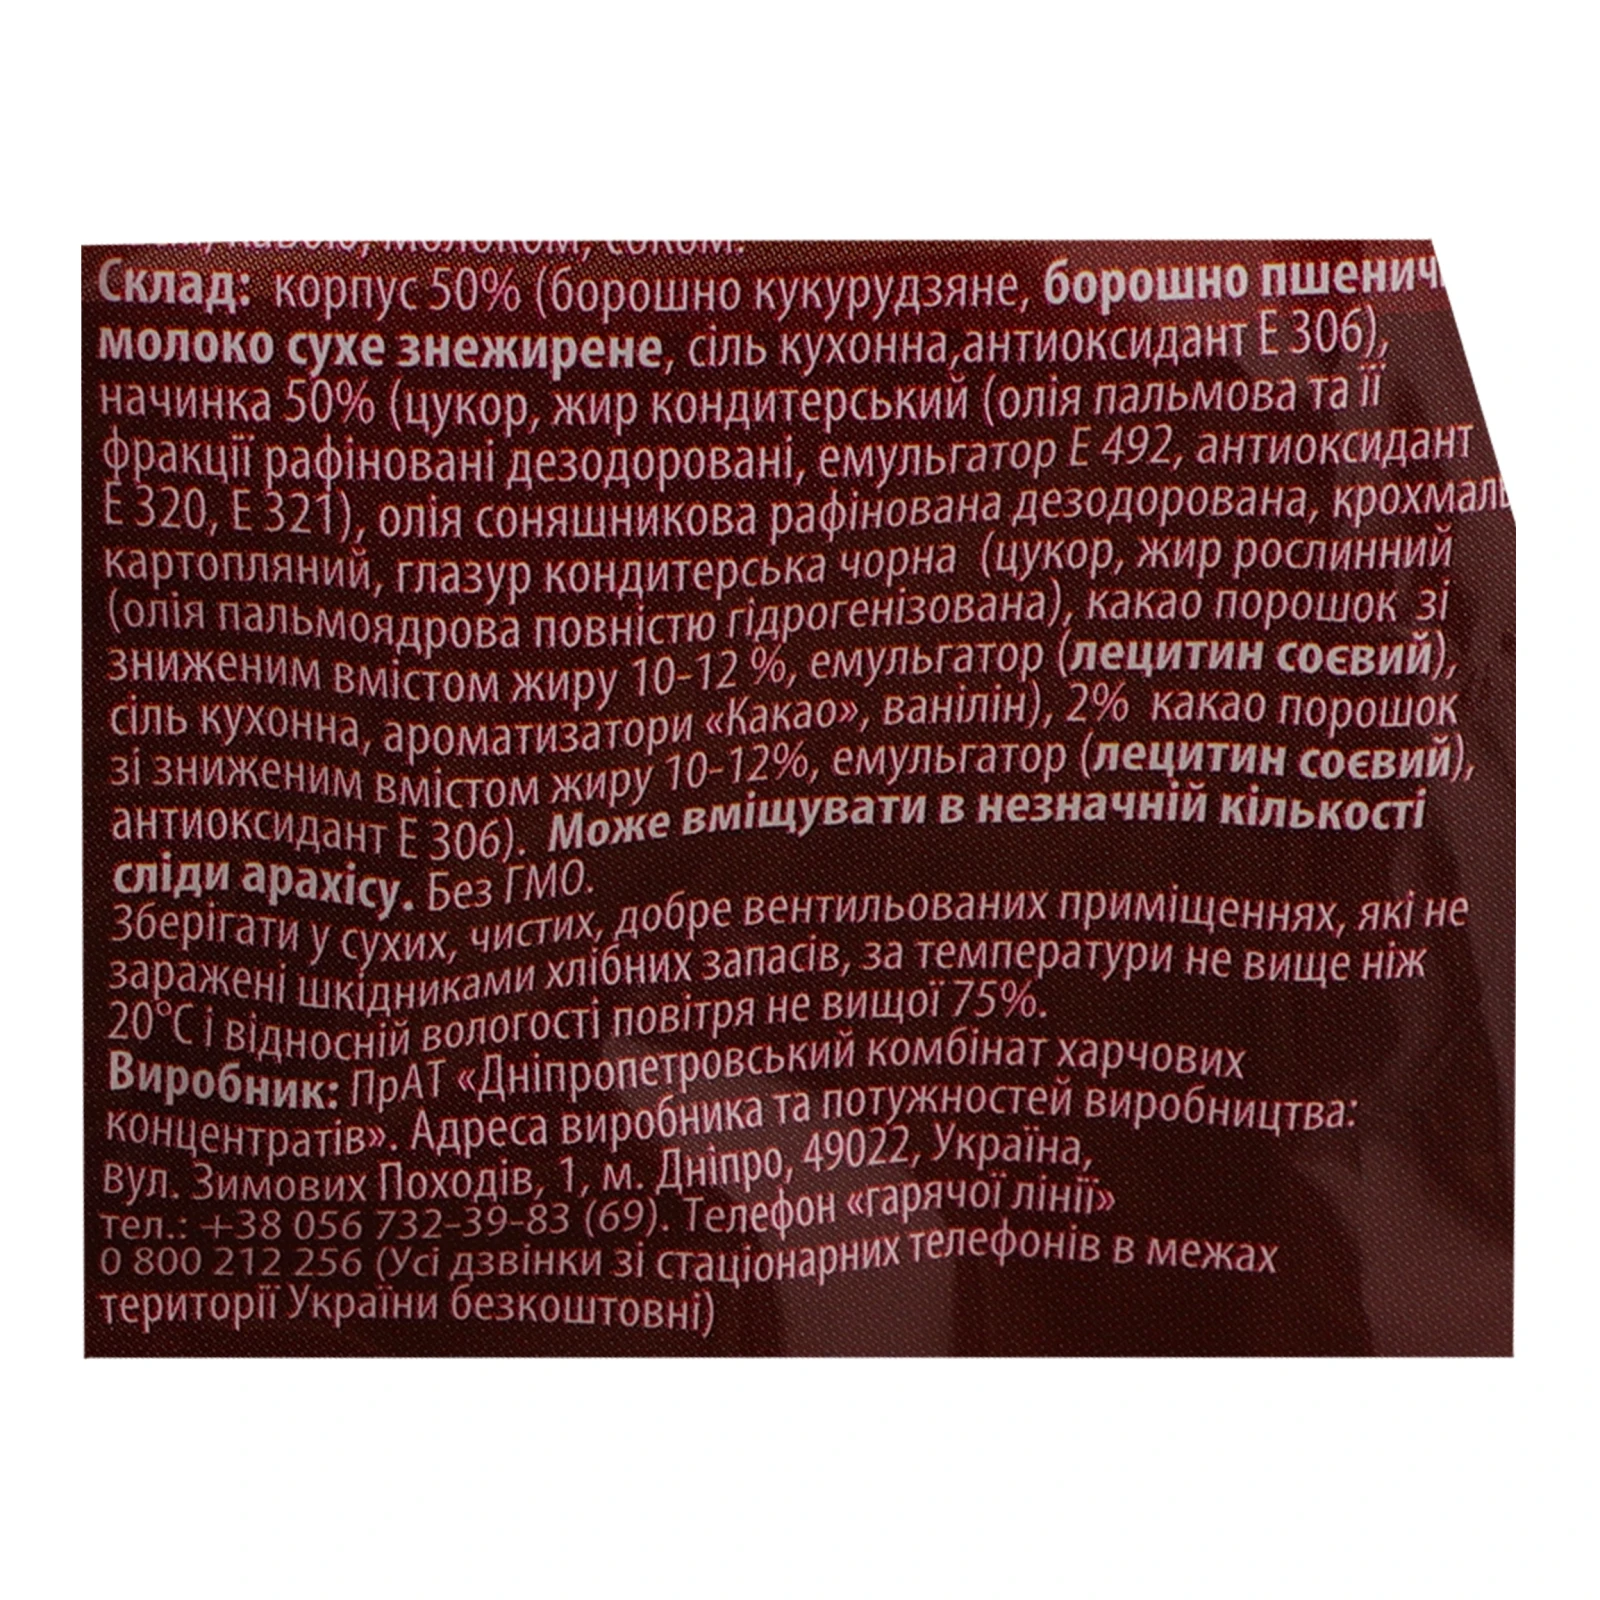 молоком, соком.
Склад: корпус 50% (борошно кукурудзяне, борошно
молоко сухе знежирене, сіль кухонна,антиоксидант Е 306),
начинка 50% (цукор, жир кондитерський (олія пальмова та її
фракції рафіновані дезодоровані, емульгатор Е 492, антиоксидант
Е 320, Е 321), олія соняшникова рафінована дезодорована, крохмаль
картопляний, глазур кондитерська чорна (цукор, жир рослинний
(олія пальмоядрова повністю гідрогенізована), какао порошок зі
зниженим вмістом жиру 10-12 %, емульгатор (лецитин соєвий),
сіль кухонна, ароматизатори «Какао», ванілін), 2% какао порошок
зі зниженим вмістом жиру 10-12%, емульгатор (лецитин соєвий),
антиоксидант Е 306). Може вміщувати в незначній кількості
сліди арахісу. Без ГМО.
Зберігати у сухих, чистих, добре вентильованих приміщеннях, які не
заражені шкідниками хлібних запасів, за температури не вище ніж
20°С і відносній вологості повітря не вищої 75%.
Виробник: ПрАТ «Дніпропетровський комбінат харчових
концентратів». Адреса виробника та потужностей виробництва:
вул. Зимових Походів, 1, м. Дніпро, 49022, Україна,
тел.: +38 056 732-39-83 (69). Телефон «гарячої лінії»
0 800 212 256 (Усі дзвінки зі стаціонарних телефонів в межах
території України безкоштовні)